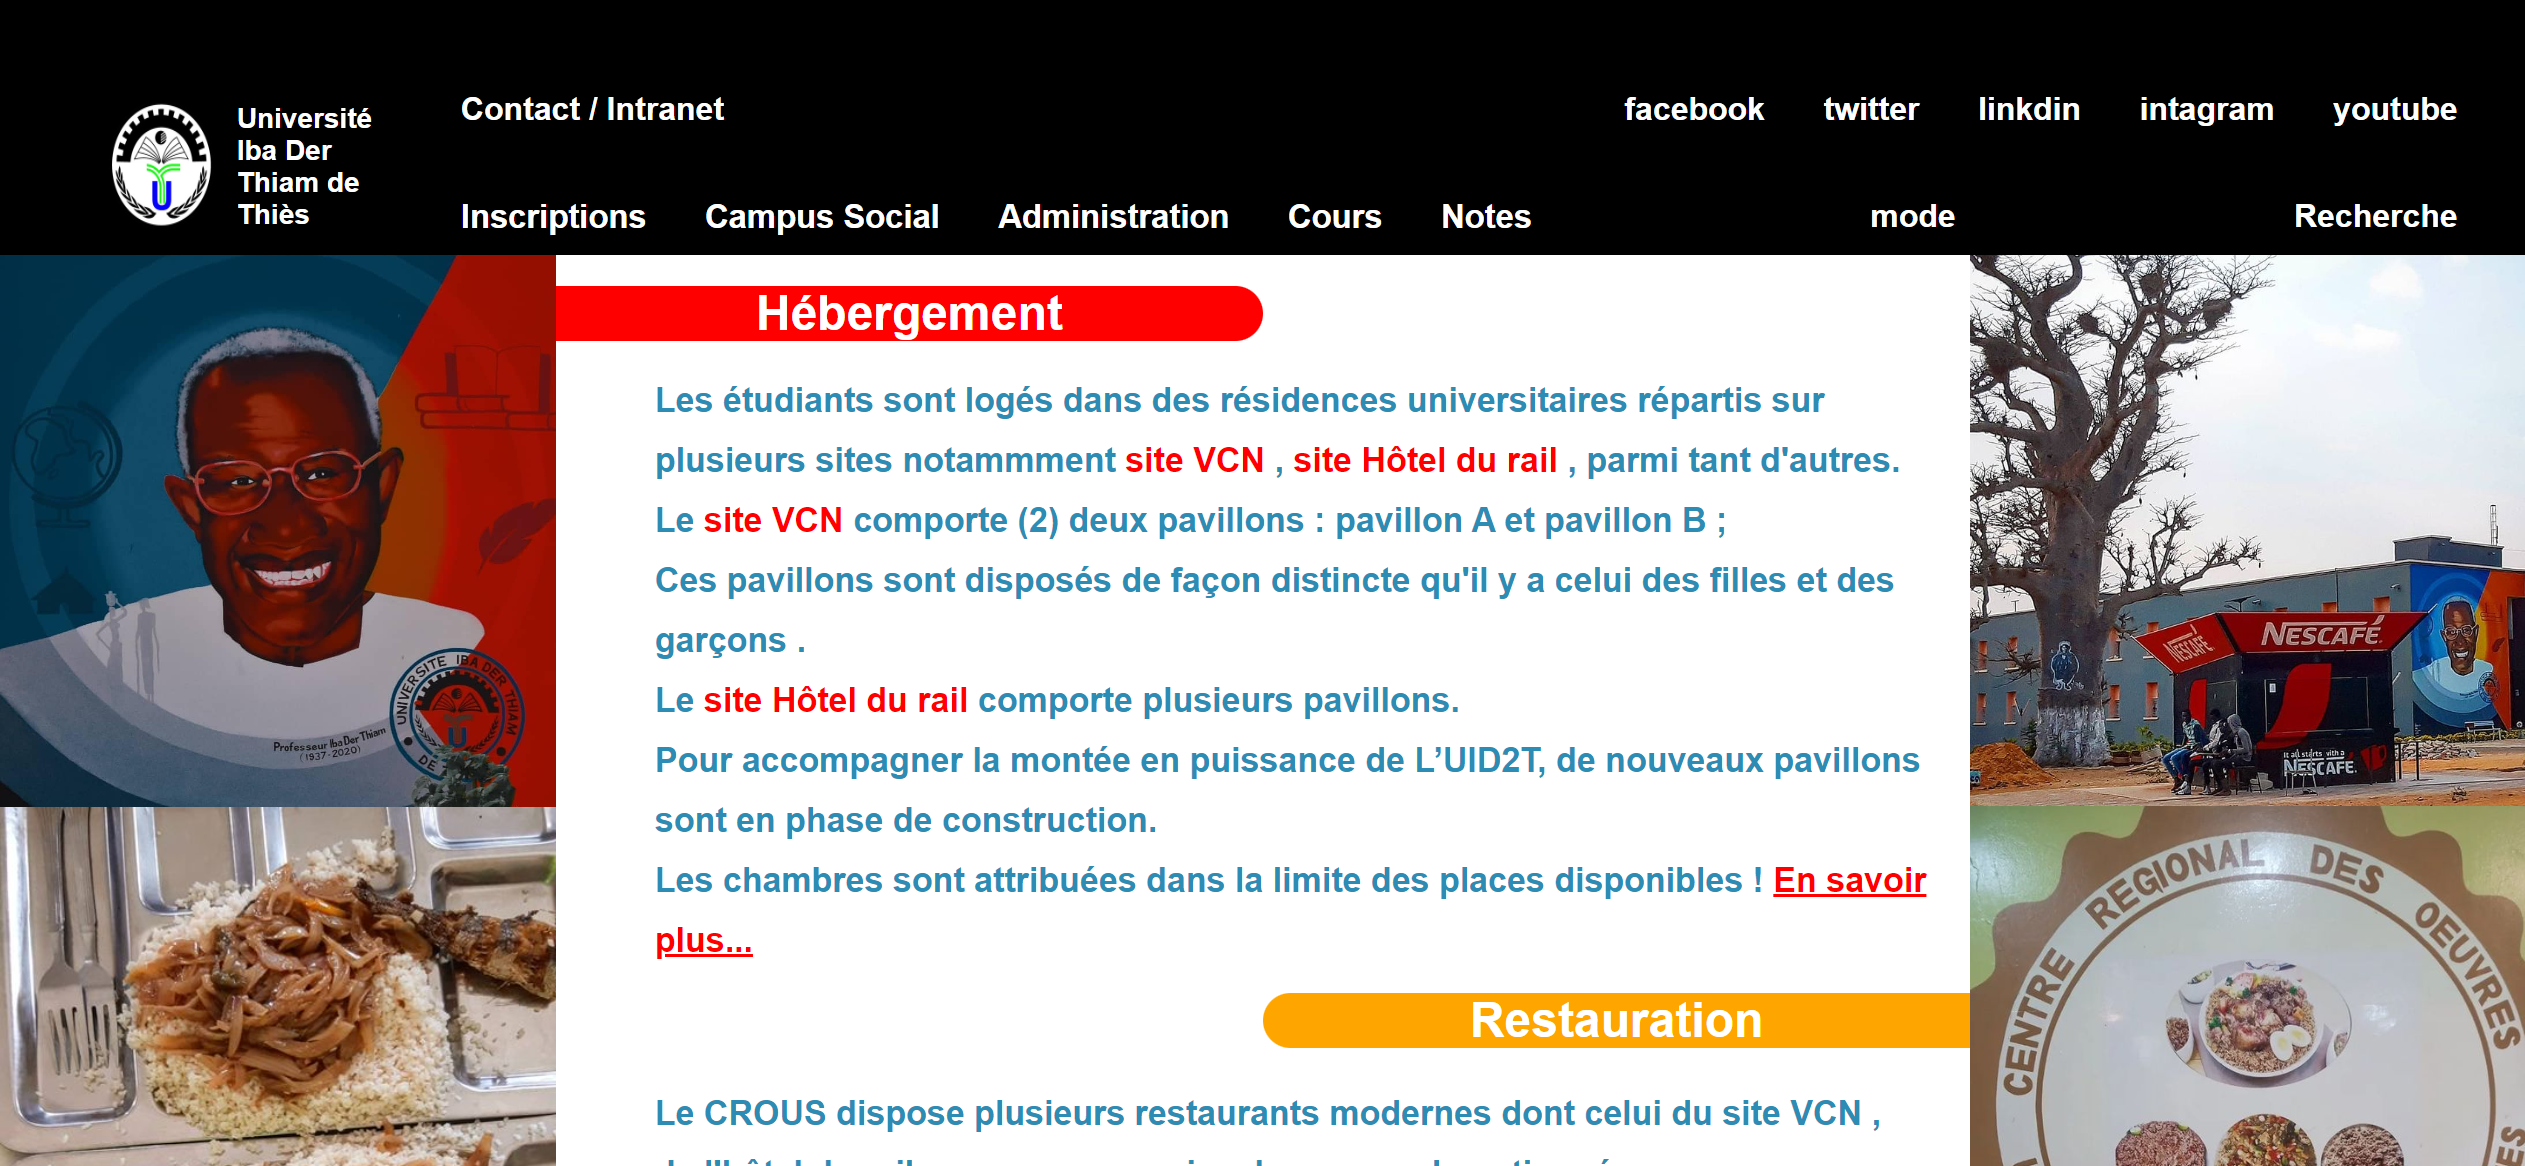 Université
Iba Der
Thiam de
Thiès
Contact / Intranet
facebook twitter linkdin intagram youtube
Inscriptions Campus Social Administration Cours Notes mode Recherche
Hébergement
Les étudiants sont logés dans des résidences universitaires répartis sur
plusieurs sites notammment site VCN , site Hôtel du rail , parmi tant d'autres.
Le site VCN comporte (2) deux pavillons : pavillon A et pavillon B ;
Ces pavillons sont disposés de façon distincte qu'il y a celui des filles et des
garçons .
Le site Hôtel du rail comporte plusieurs pavillons.
Pour accompagner la montée en puissance de L’UID2T, de nouveaux pavillons
sont en phase de construction.
Les chambres sont attribuées dans la limite des places disponibles ! En savoir
plus...
Restauration
Le CROUS dispose plusieurs restaurants modernes dont celui du site VCN ,
UNIVERSITE IBA DER THIAM
DE
Professeur Iba Der Thiam
(1937-2020)
NESCAFÉ
NESCAFÉ
It all starts with a
NESCAFÉ.
CENTRE REGIONAL DES OEUVRES
U